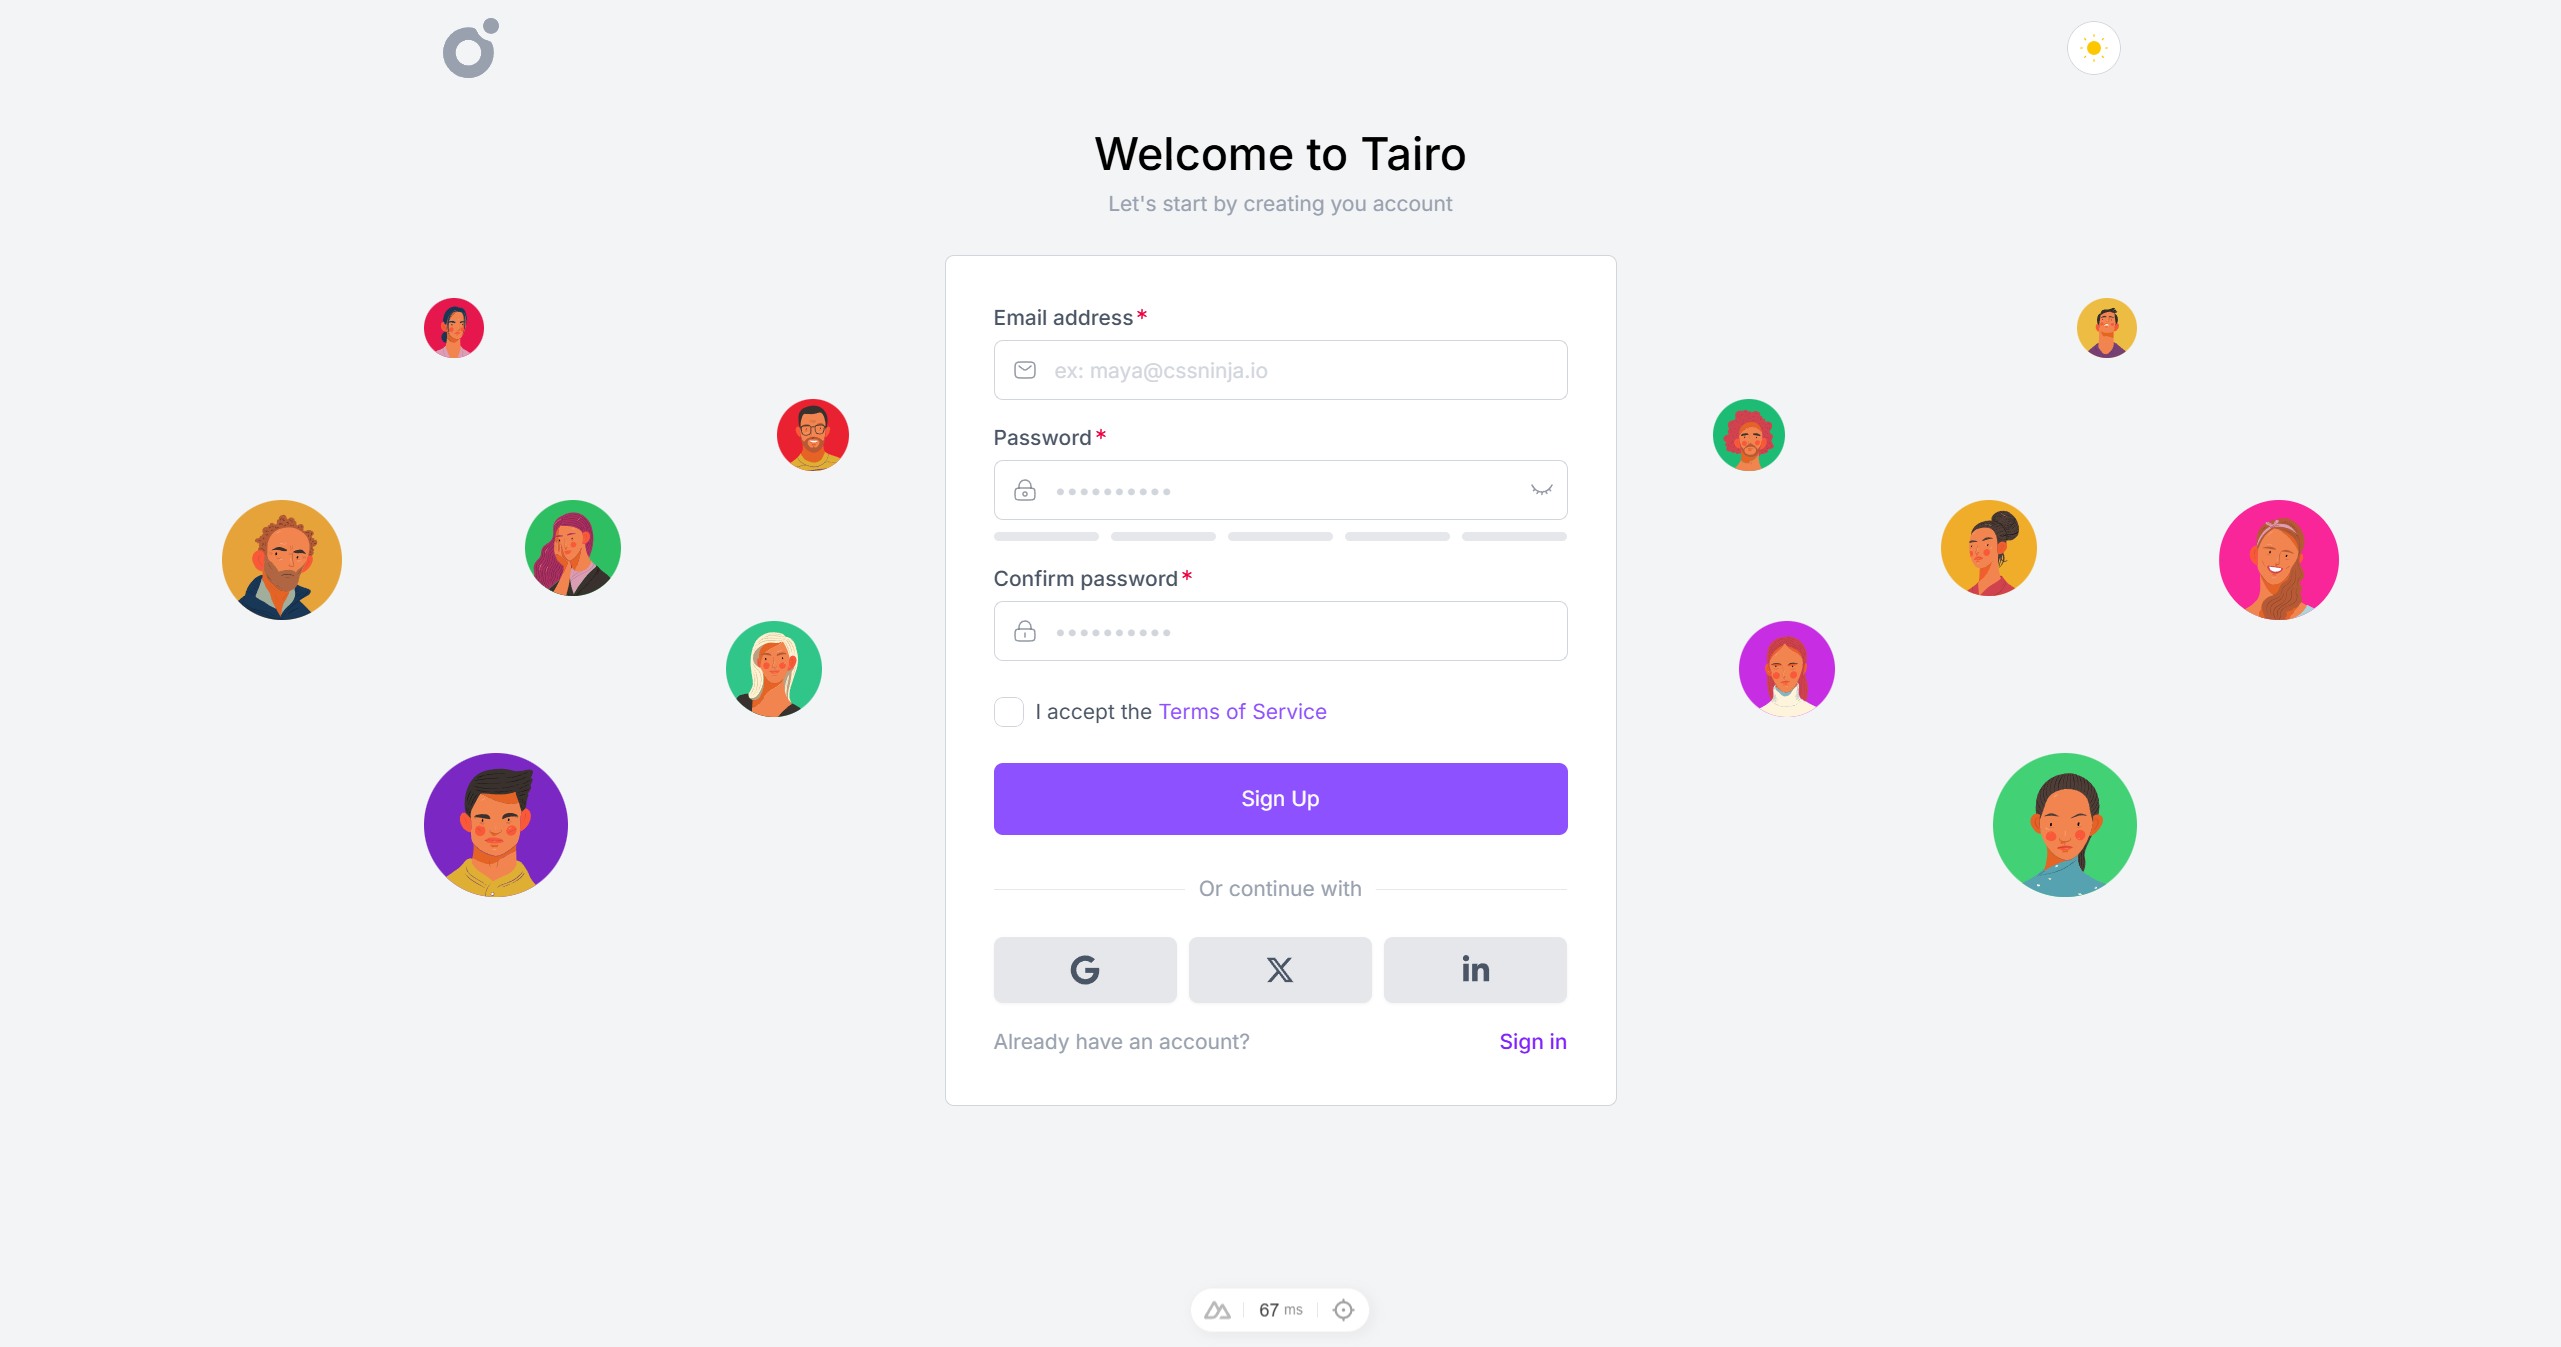 Welcome to Tairo
Let's start by creating you account
Email address*
ex: maya@cssninja.io
Password*
••••••••••
Confirm password*
••••••••••
I accept the Terms of Service
Sign Up
Or continue with
G X in
Already have an account? Sign in
67 ms